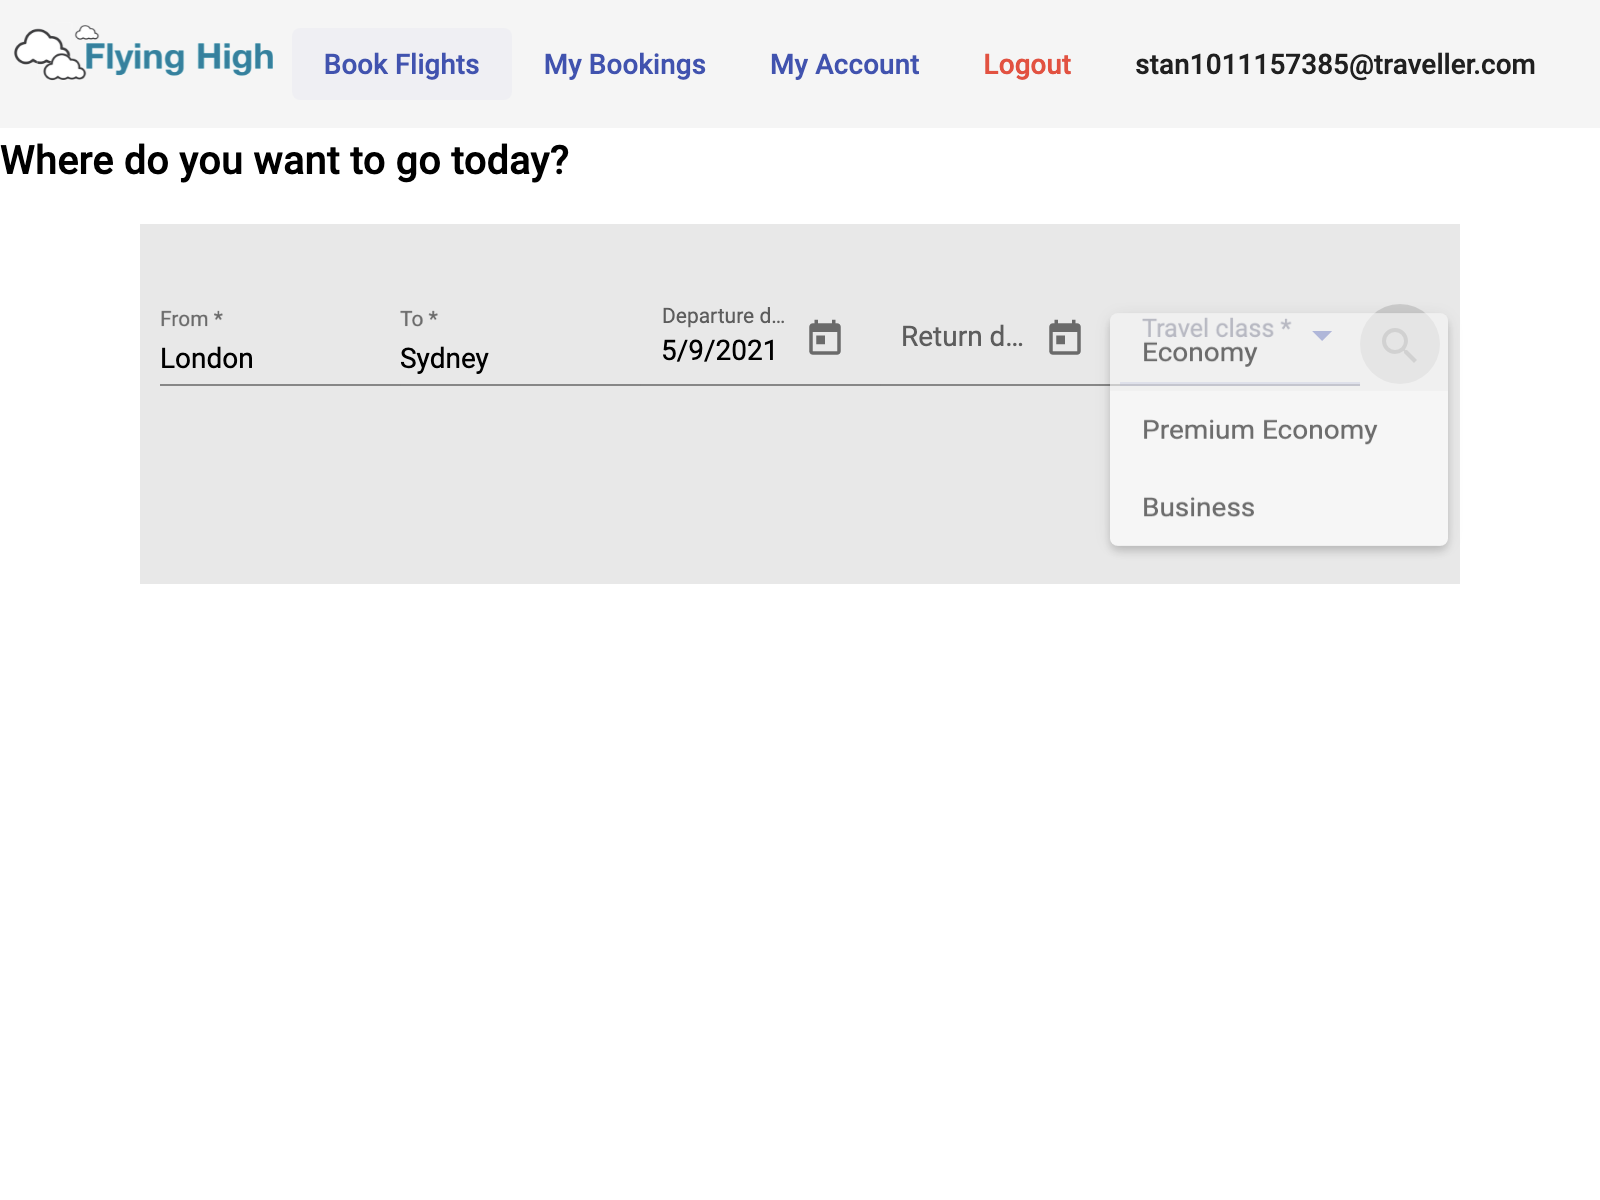 Flying High
Book Flights
My Bookings
My Account
Logout
stan1011157385@traveller.com
Where do you want to go today?
From *
London
To *
Sydney
Departure d...
5/9/2021
Return d...
Travel class *
Economy
Premium Economy
Business